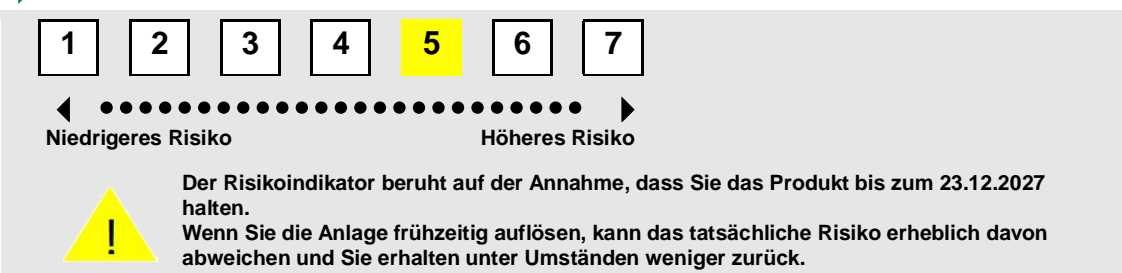 1 2 3 4 5 6 7
Niedrigeres Risiko Höheres Risiko
Der Risikoindikator beruht auf der Annahme, dass Sie das Produkt bis zum 23.12.2027
halten.
Wenn Sie die Anlage frühzeitig auflösen, kann das tatsächliche Risiko erheblich davon
abweichen und Sie erhalten unter Umständen weniger zurück.
!